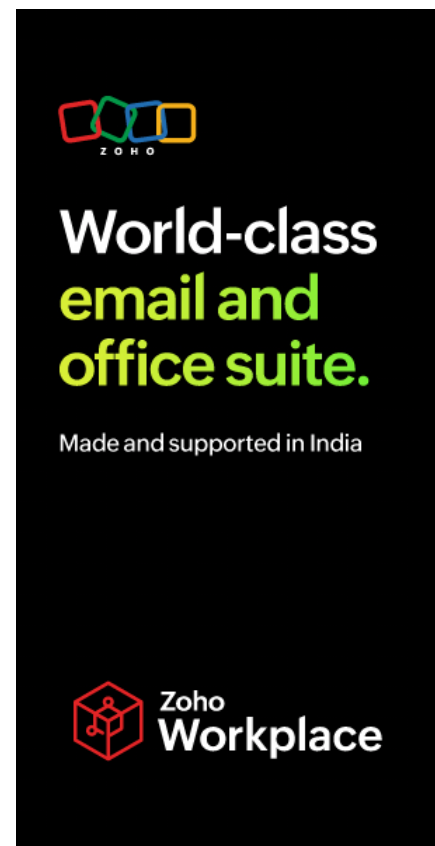 ZOHO
World-class
email and
office suite.
Made and supported in India
Zoho
Workplace